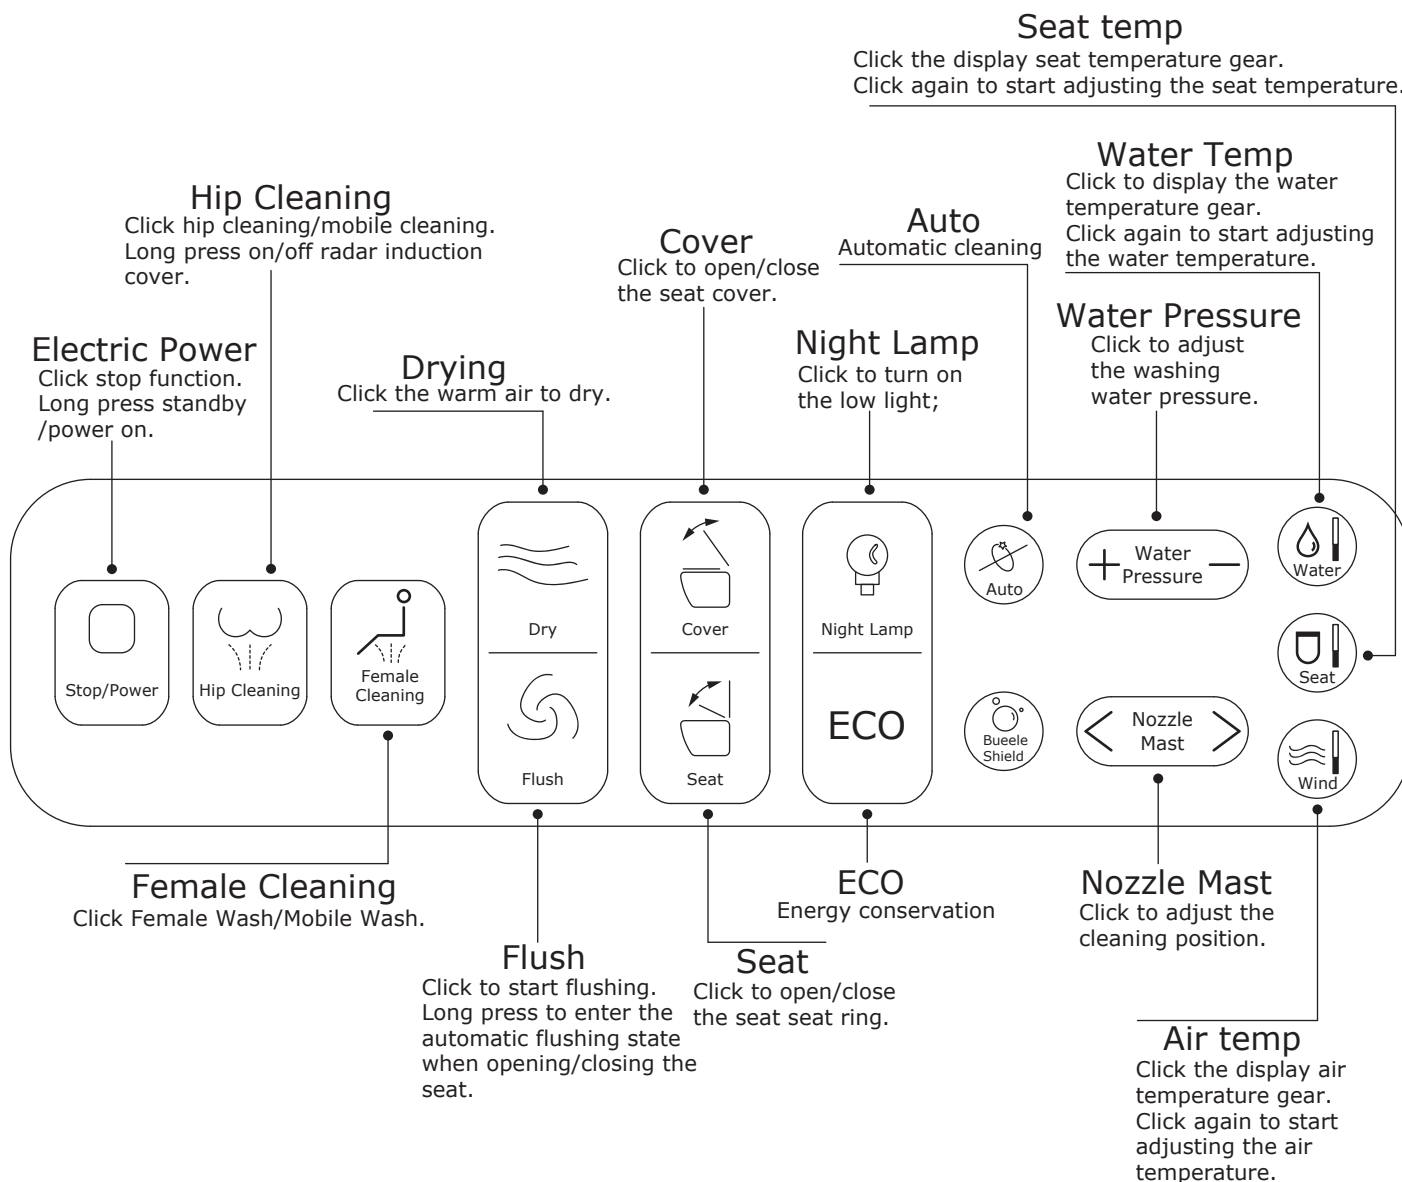 Seat temp
Click the display seat temperature gear.
Click again to start adjusting the seat temperature.
Water Temp
Click to display the water
temperature gear.
Click again to start adjusting
the water temperature.
Hip Cleaning
Click hip cleaning/mobile cleaning.
Long press on/off radar induction
cover.
Cover
Click to open/close
the seat cover.
Auto
Automatic cleaning
Electric Power
Click stop function.
Long press standby
/power on.
Drying
Click the warm air to dry.
Night Lamp
Click to turn on
the low light;
Water Pressure
Click to adjust
the washing
water pressure.
Stop/Power
Hip Cleaning
Female
Cleaning
Dry
Flush
Cover
Seat
Night Lamp
ECO
Auto
Bueele
Shield
Water
Pressure
Nozzle
Mast
Water
Seat
Wind
Female Cleaning
Click Female Wash/Mobile Wash.
Flush
Click to start flushing.
Long press to enter the
automatic flushing state
when opening/closing the
seat.
Seat
Click to open/close
the seat seat ring.
ECO
Energy conservation
Nozzle Mast
Click to adjust the
cleaning position.
Air temp
Click the display air
temperature gear.
Click again to start
adjusting the air
temperature.